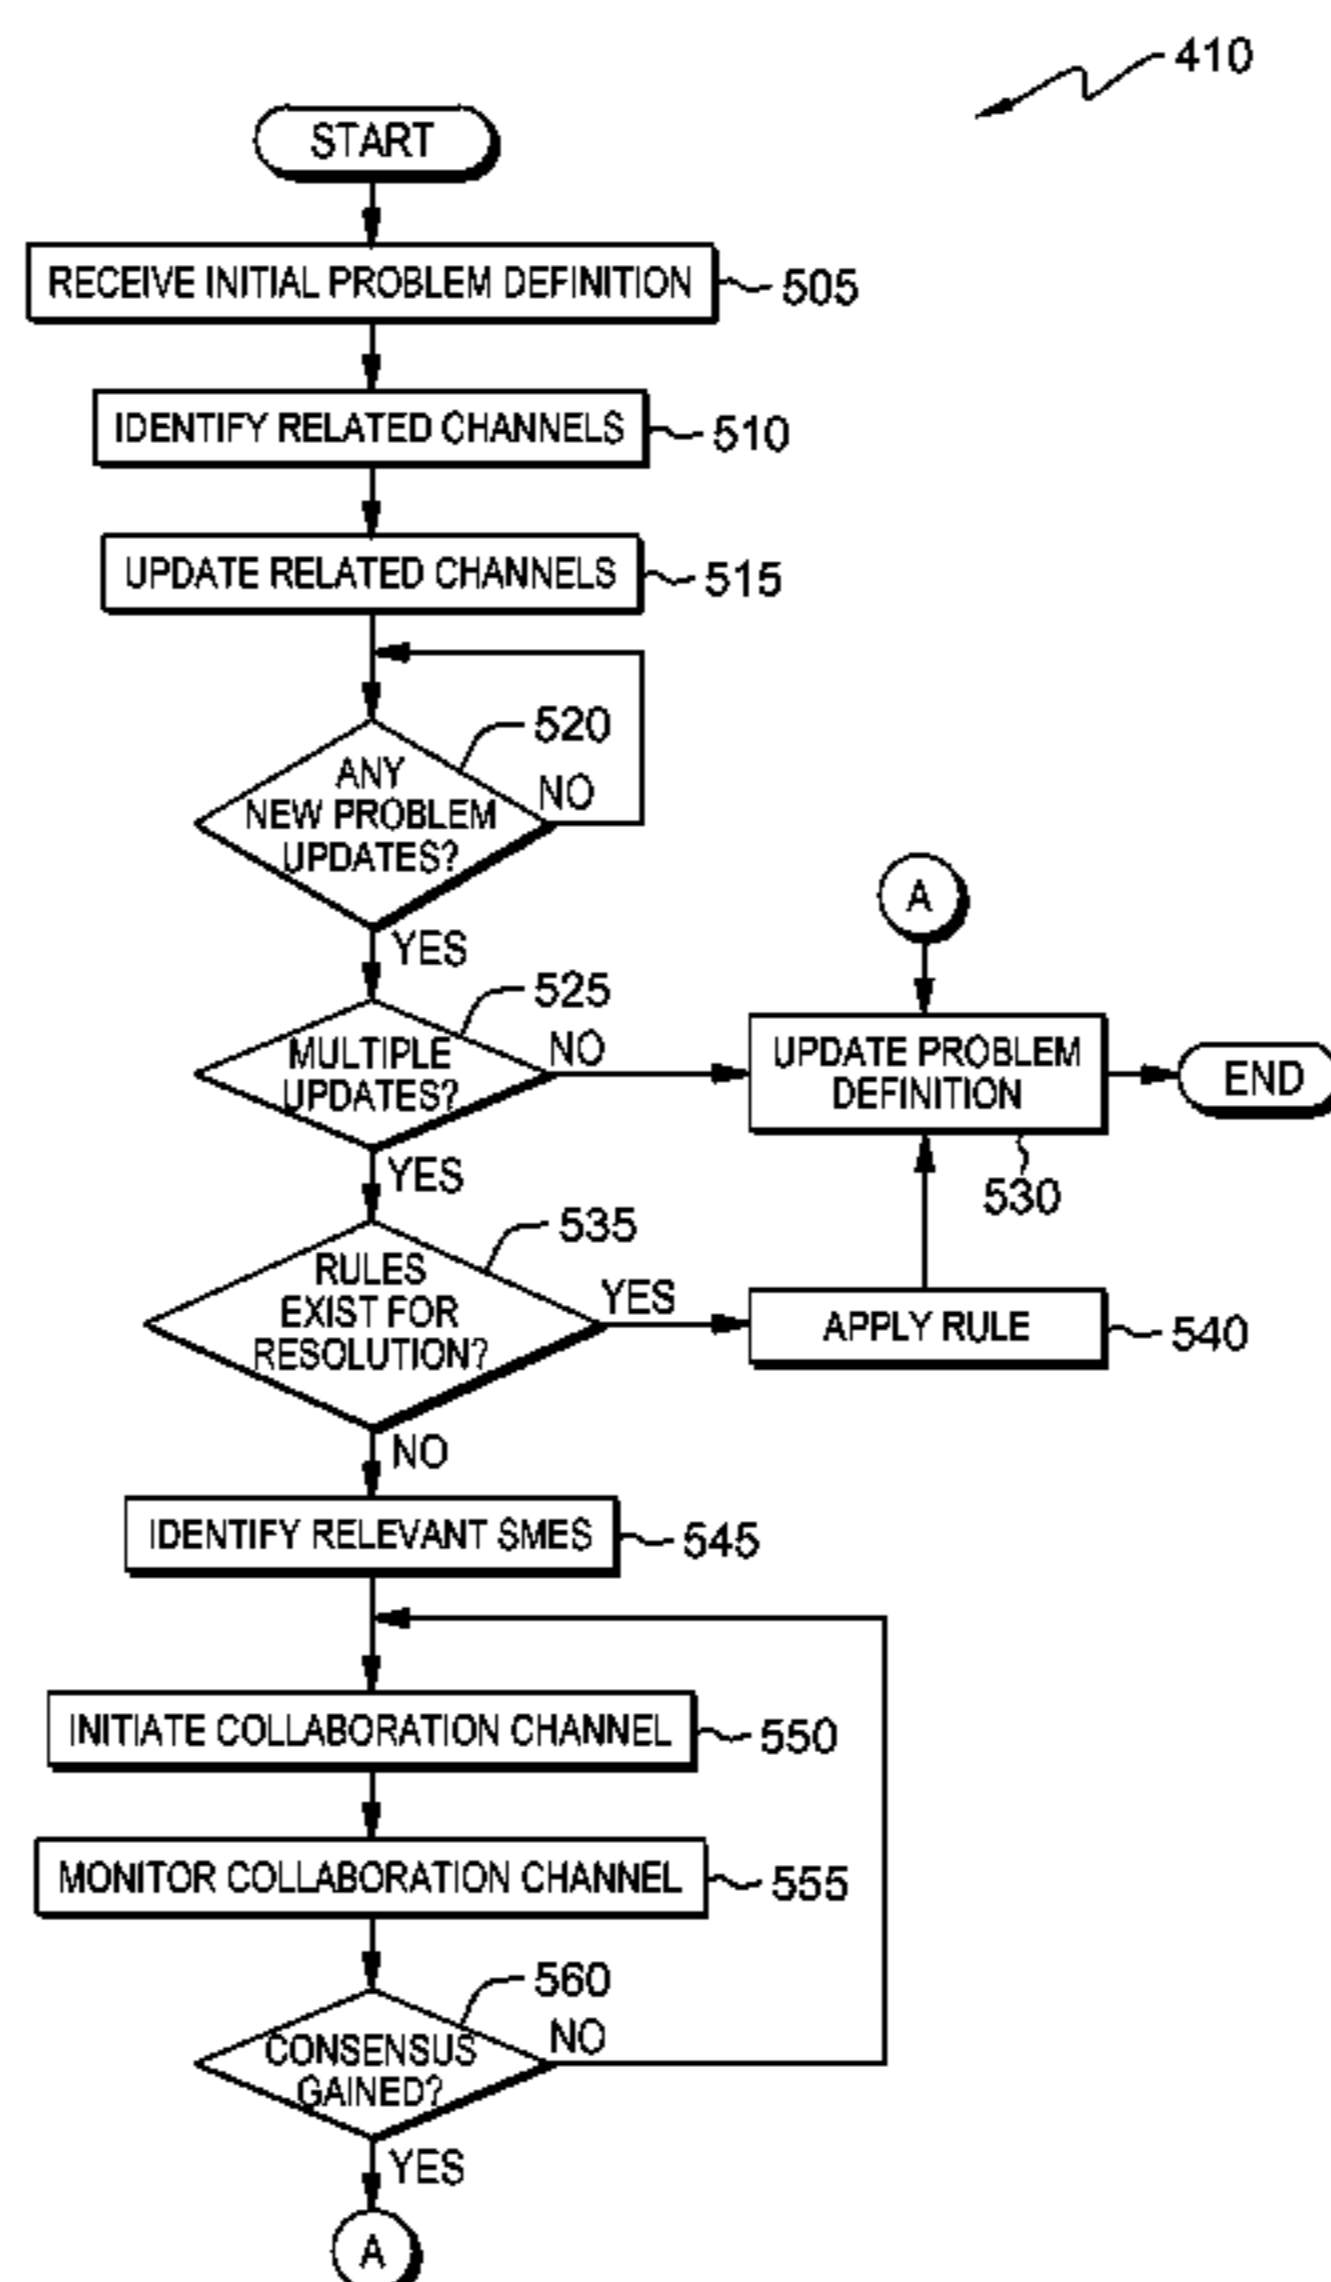 410
START
RECEIVE INITIAL PROBLEM DEFINITION
505
IDENTIFY RELATED CHANNELS
510
UPDATE RELATED CHANNELS
515
520
ANY
NEW PROBLEM
UPDATES?
NO
YES
A
525
MULTIPLE
UPDATES?
NO
UPDATE PROBLEM
DEFINITION
END
530
YES
535
RULES
EXIST FOR
RESOLUTION?
YES
APPLY RULE
540
NO
IDENTIFY RELEVANT SMES
545
INITIATE COLLABORATION CHANNEL
550
MONITOR COLLABORATION CHANNEL
555
560
CONSENSUS
GAINED?
NO
YES
A